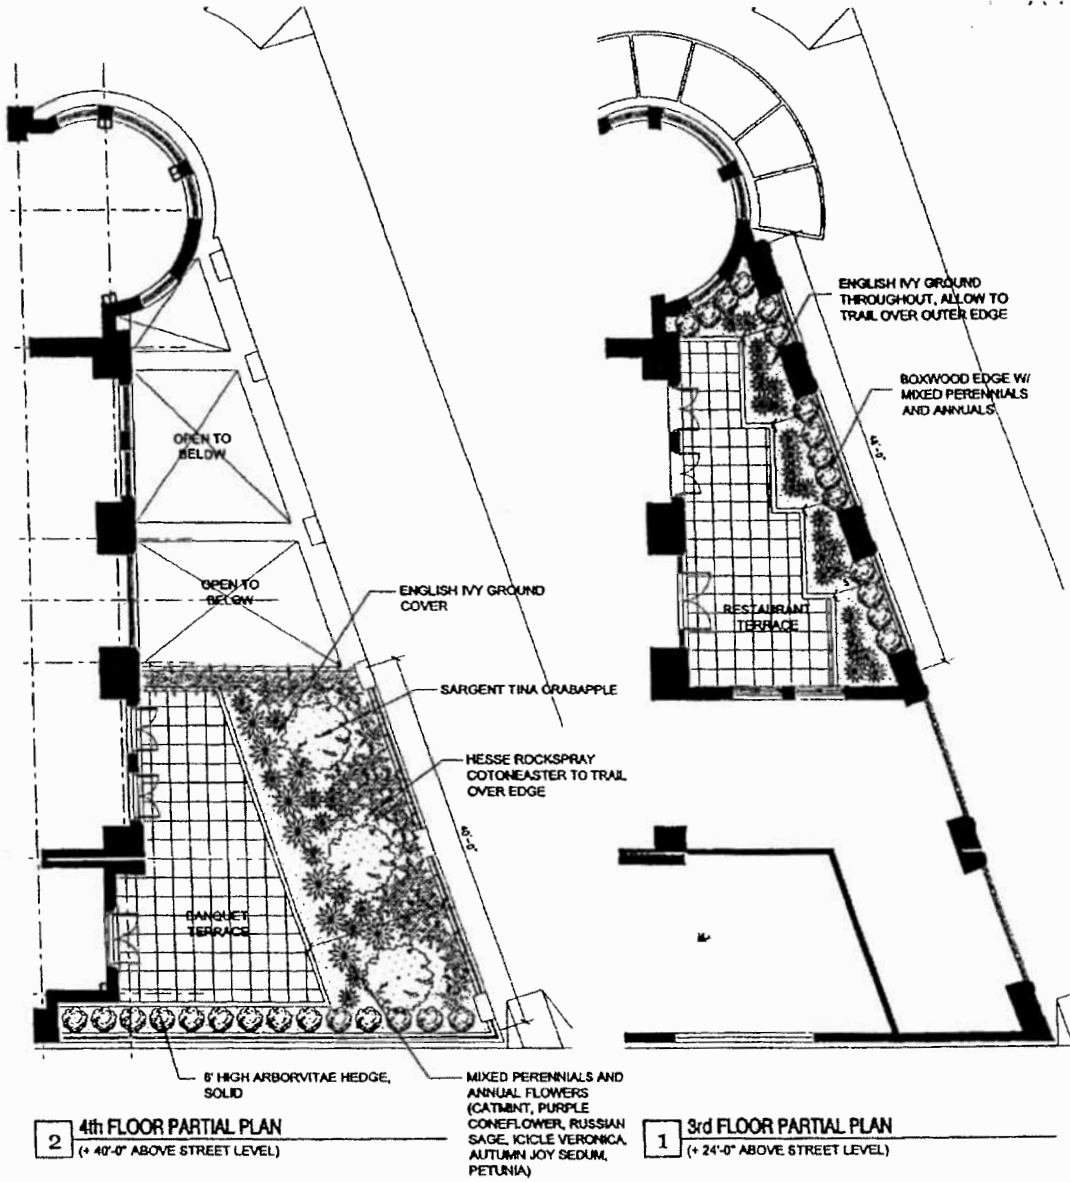 OPEN TO
BELOW
OPEN TO
BELOW
ENGLISH IVY GROUND
COVER
SARGENT TINA CRABAPPLE
HESSE ROCKSPRAY
COTONEASTER TO TRAIL
OVER EDGE
40'-0"
BANQUET
TERRACE
6' HIGH ARBORVITAE HEDGE,
SOLID
MIXED PERENNIALS AND
ANNUAL FLOWERS
(CATMINT, PURPLE
CONEFLOWER, RUSSIAN
SAGE, ICICLE VERONICA,
AUTUMN JOY SEDUM,
PETUNIA)
2
4th FLOOR PARTIAL PLAN
(+ 40'-0" ABOVE STREET LEVEL)
ENGLISH IVY GROUND
THROUGHOUT, ALLOW TO
TRAIL OVER OUTER EDGE
BOXWOOD EDGE W/
MIXED PERENNIALS
AND ANNUALS
RESTAURANT
TERRACE
1
3rd FLOOR PARTIAL PLAN
(+ 24'-0" ABOVE STREET LEVEL)